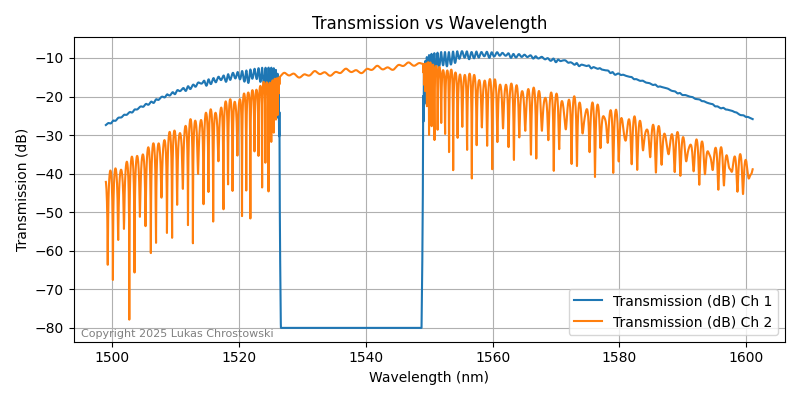 Transmission vs Wavelength
Transmission (dB)
−10
−20
−30
−40
−50
−60
−70
−80
Copyright 2025 Lukas Chrostowski
Transmission (dB) Ch 1
Transmission (dB) Ch 2
1500
1520
1540
1560
1580
1600
Wavelength (nm)